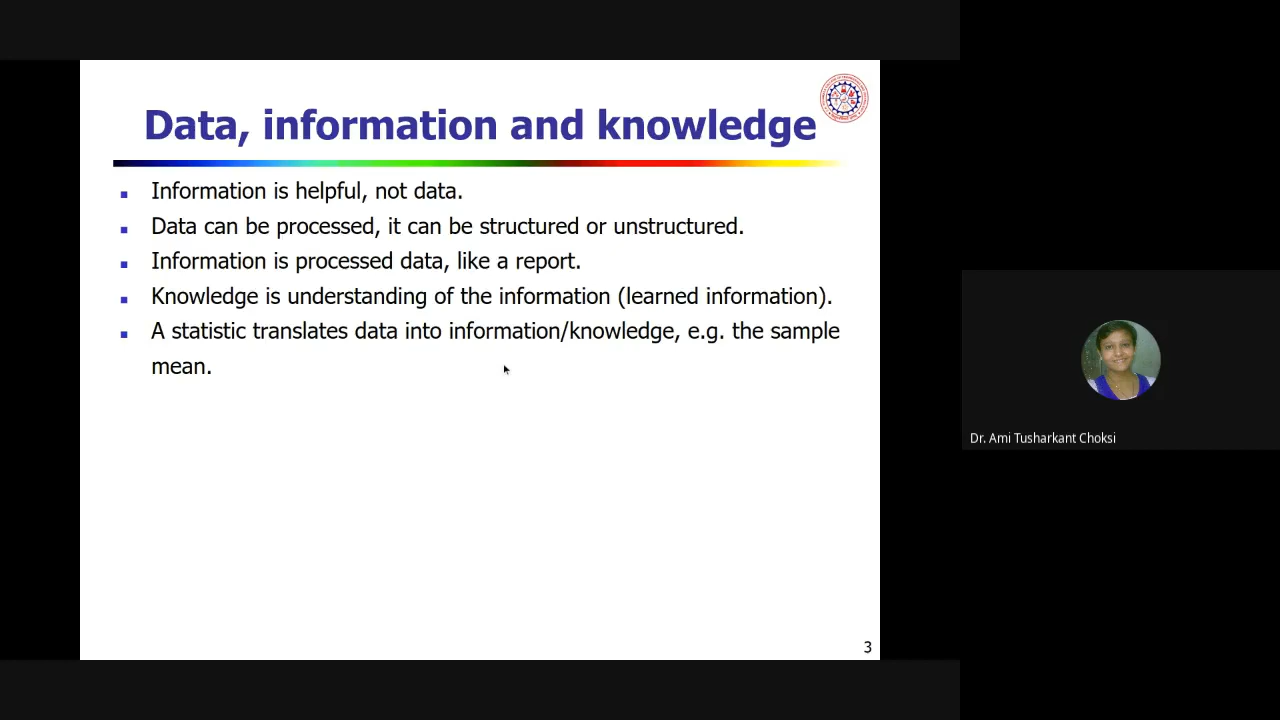 Data, information and knowledge
Information is helpful, not data.
Data can be processed, it can be structured or unstructured.
Information is processed data, like a report.
Knowledge is understanding of the information (learned information).
A statistic translates data into information/knowledge, e.g. the sample
mean.
3
Dr. Ami Tusharkant Choksi